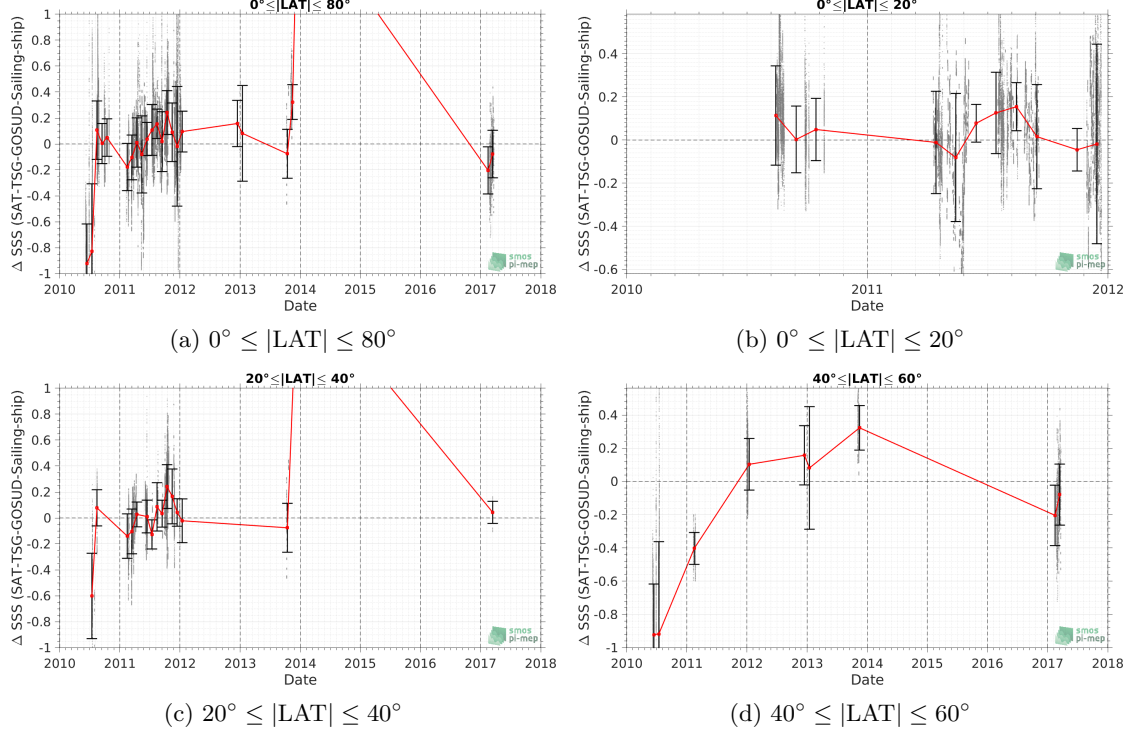 0°≤|LAT|≤ 80°
Δ SSS (SAT-TSG-GOSUD-Sailing-ship)
1
0.8
0.6
0.4
0.2
0
-0.2
-0.4
-0.6
-0.8
-1
2010 2011 2012 2013 2014 2015 2016 2017 2018
Date
smos
pi-mep
(a) 0° ≤ |LAT| ≤ 80°
0°≤|LAT|≤ 20°
Δ SSS (SAT-TSG-GOSUD-Sailing-ship)
0.4
0.2
0
-0.2
-0.4
-0.6
2010 2011 2012
Date
smos
pi-mep
(b) 0° ≤ |LAT| ≤ 20°
20°≤|LAT|≤ 40°
Δ SSS (SAT-TSG-GOSUD-Sailing-ship)
1
0.8
0.6
0.4
0.2
0
-0.2
-0.4
-0.6
-0.8
-1
2010 2011 2012 2013 2014 2015 2016 2017 2018
Date
smos
pi-mep
(c) 20° ≤ |LAT| ≤ 40°
40°≤|LAT|≤ 60°
Δ SSS (SAT-TSG-GOSUD-Sailing-ship)
0.4
0.2
0
-0.2
-0.4
-0.6
-0.8
-1
2010 2011 2012 2013 2014 2015 2016 2017 2018
Date
smos
pi-mep
(d) 40° ≤ |LAT| ≤ 60°